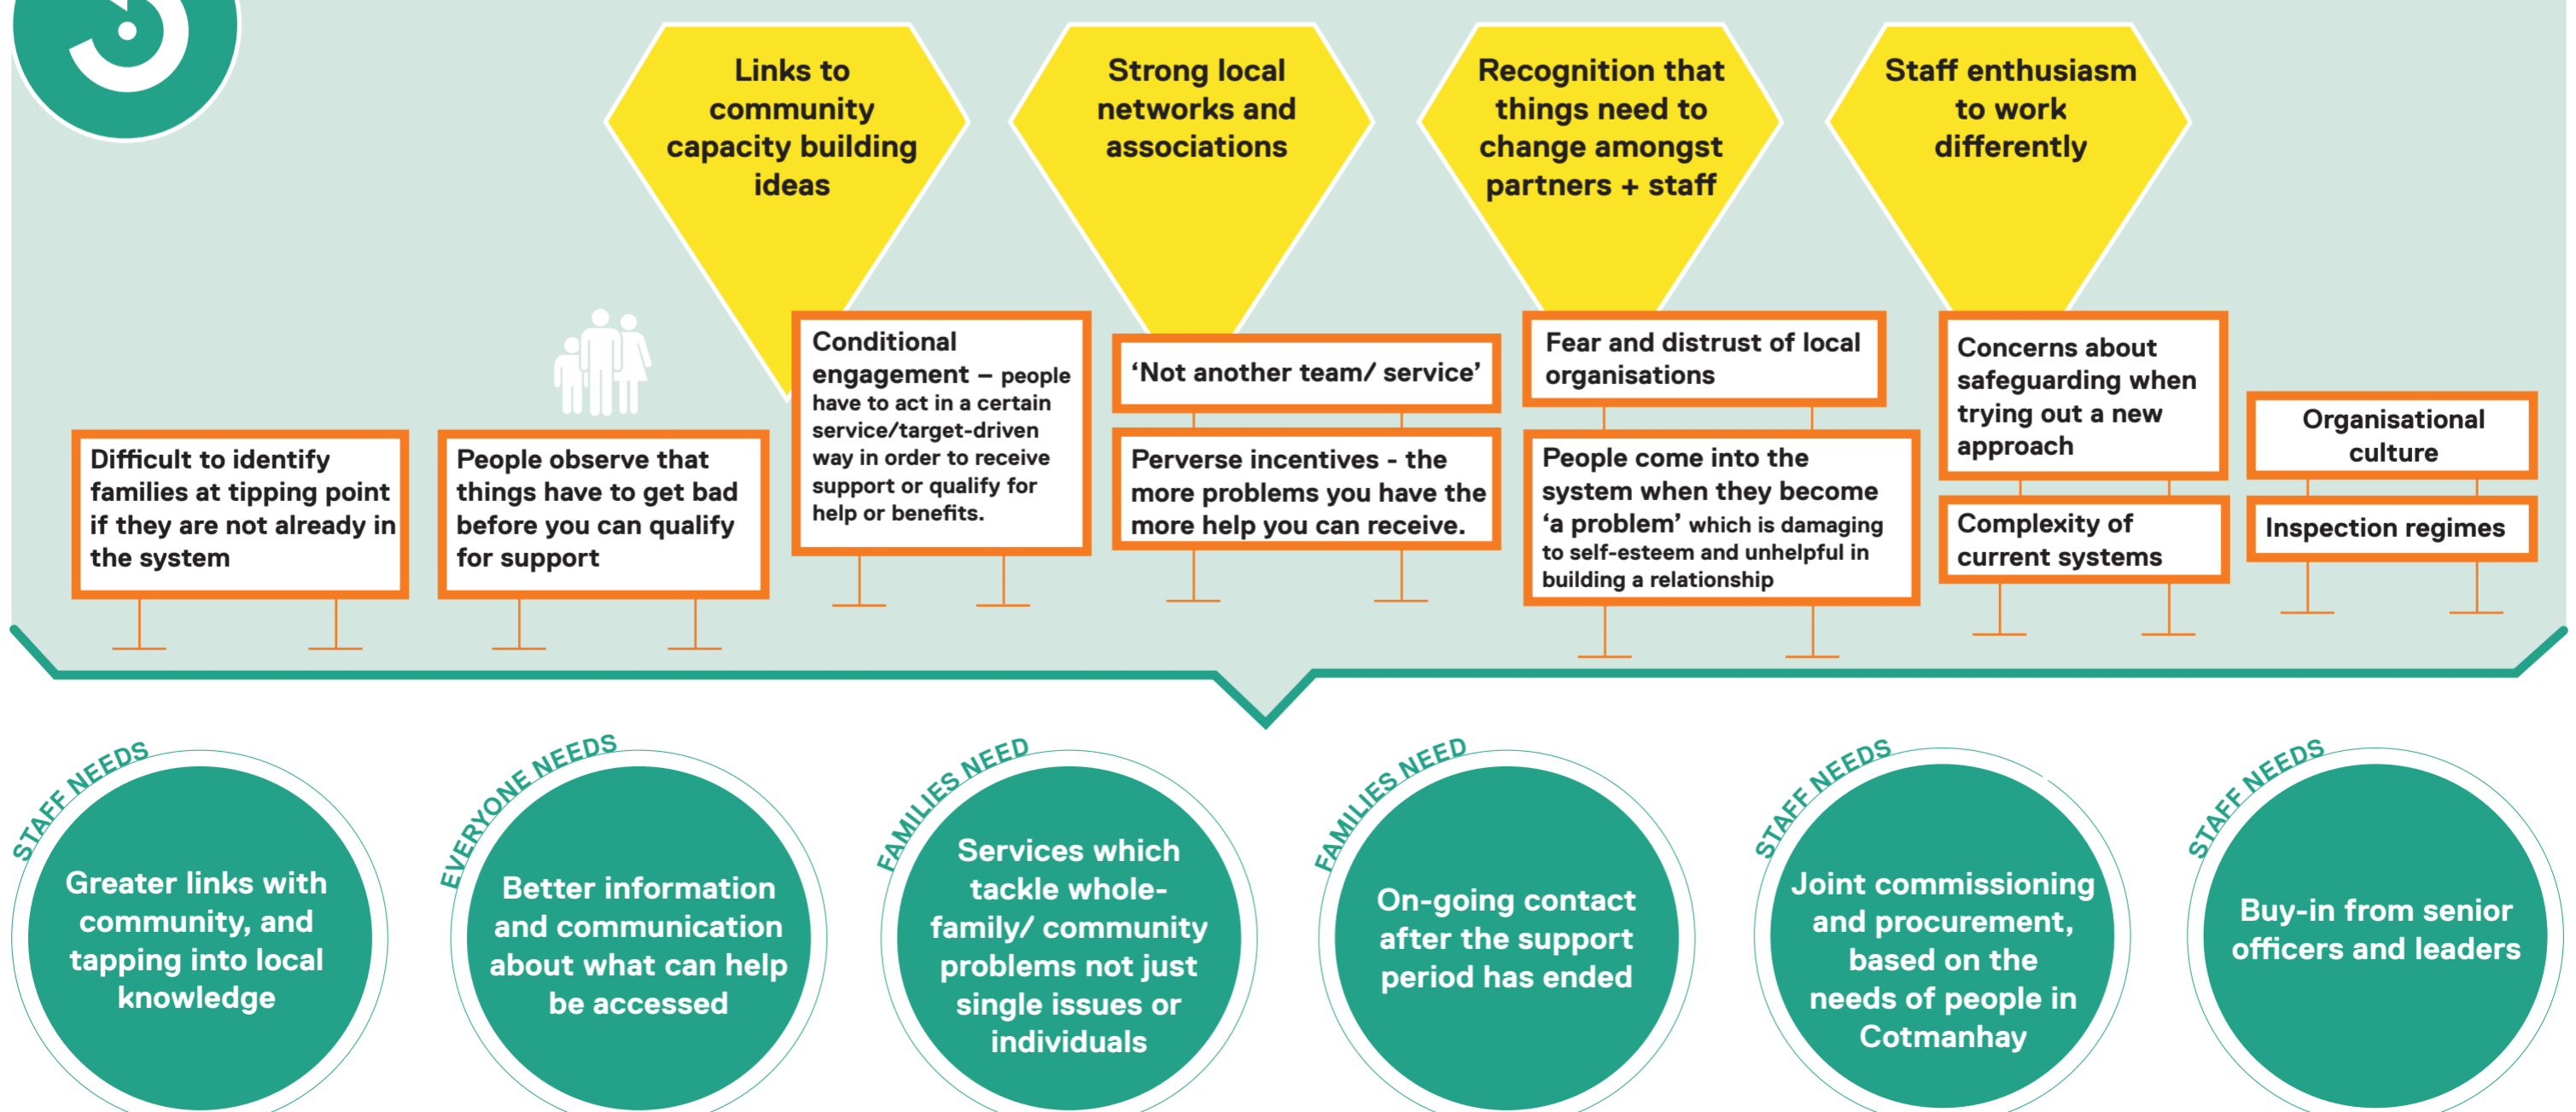 Links to
community
capacity building
ideas
Strong local
networks and
associations
Recognition that
things need to
change amongst
partners + staff
Staff enthusiasm
to work
differently
Difficult to identify
families at tipping point
if they are not already in
the system
People observe that
things have to get bad
before you can qualify
for support
Conditional
engagement – people
have to act in a certain
service/target-driven
way in order to receive
support or qualify for
help or benefits.
‘Not another team/ service’
Perverse incentives - the
more problems you have the
more help you can receive.
Fear and distrust of local
organisations
People come into the
system when they become
‘a problem’ which is damaging
to self-esteem and unhelpful in
building a relationship
Concerns about
safeguarding when
trying out a new
approach
Complexity of
current systems
Organisational
culture
Inspection regimes
STAFF NEEDS
Greater links with
community, and
tapping into local
knowledge
EVERYONE NEEDS
Better information
and communication
about what can help
be accessed
FAMILIES NEED
Services which
tackle whole-
family/ community
problems not just
single issues or
individuals
FAMILIES NEED
On-going contact
after the support
period has ended
STAFF NEEDS
Joint commissioning
and procurement,
based on the
needs of people in
Cotmanhay
STAFF NEEDS
Buy-in from senior
officers and leaders